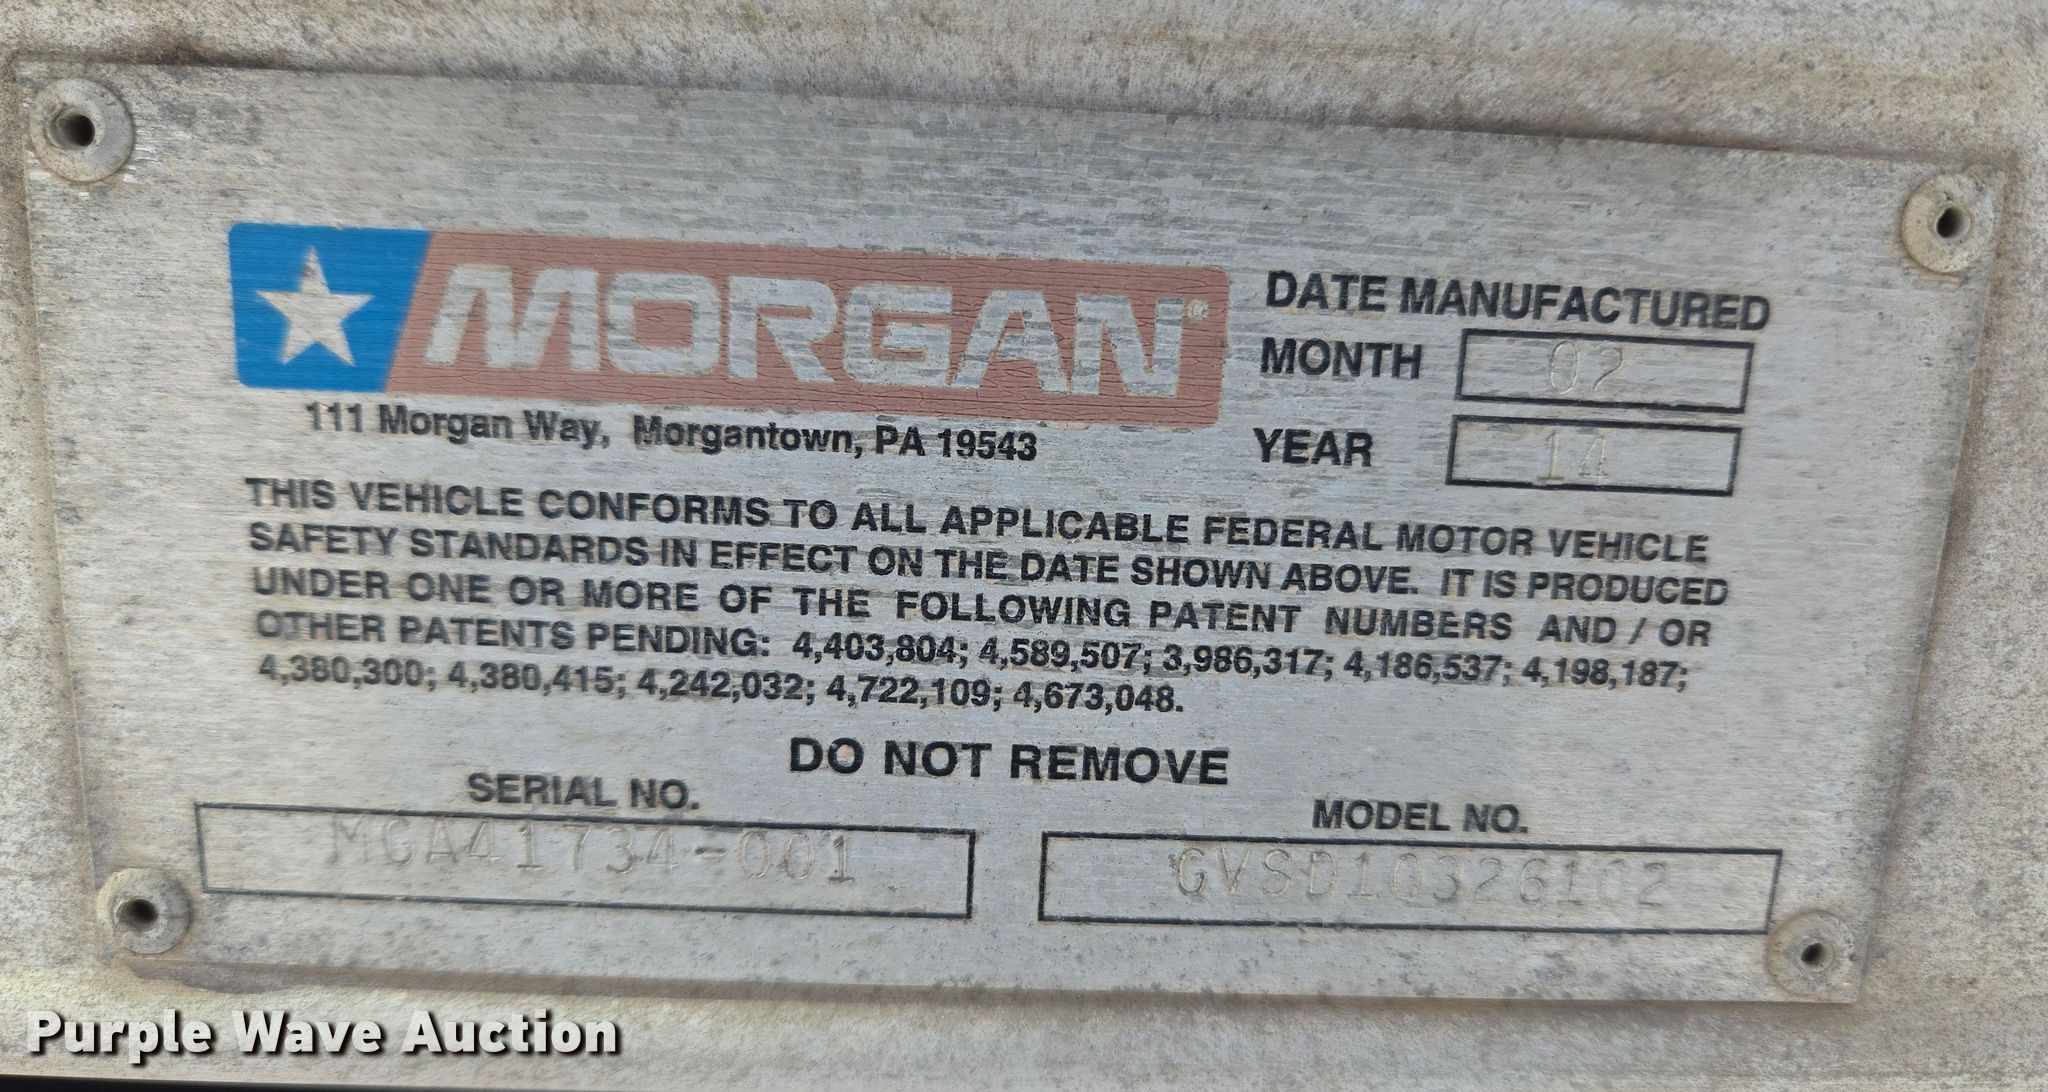 MORGAN®
111 Morgan Way, Morgantown, PA 19543
DATE MANUFACTURED
MONTH 02
YEAR 14
THIS VEHICLE CONFORMS TO ALL APPLICABLE FEDERAL MOTOR VEHICLE
SAFETY STANDARDS IN EFFECT ON THE DATE SHOWN ABOVE. IT IS PRODUCED
UNDER ONE OR MORE OF THE FOLLOWING PATENT NUMBERS AND / OR
OTHER PATENTS PENDING: 4,403,804; 4,589,507; 3,986,317; 4,186,537; 4,198,187;
4,380,300; 4,380,415; 4,242,032; 4,722,109; 4,673,048.
DO NOT REMOVE
SERIAL NO.
MGA41734-001
MODEL NO.
GVSD10326102
Purple Wave Auction